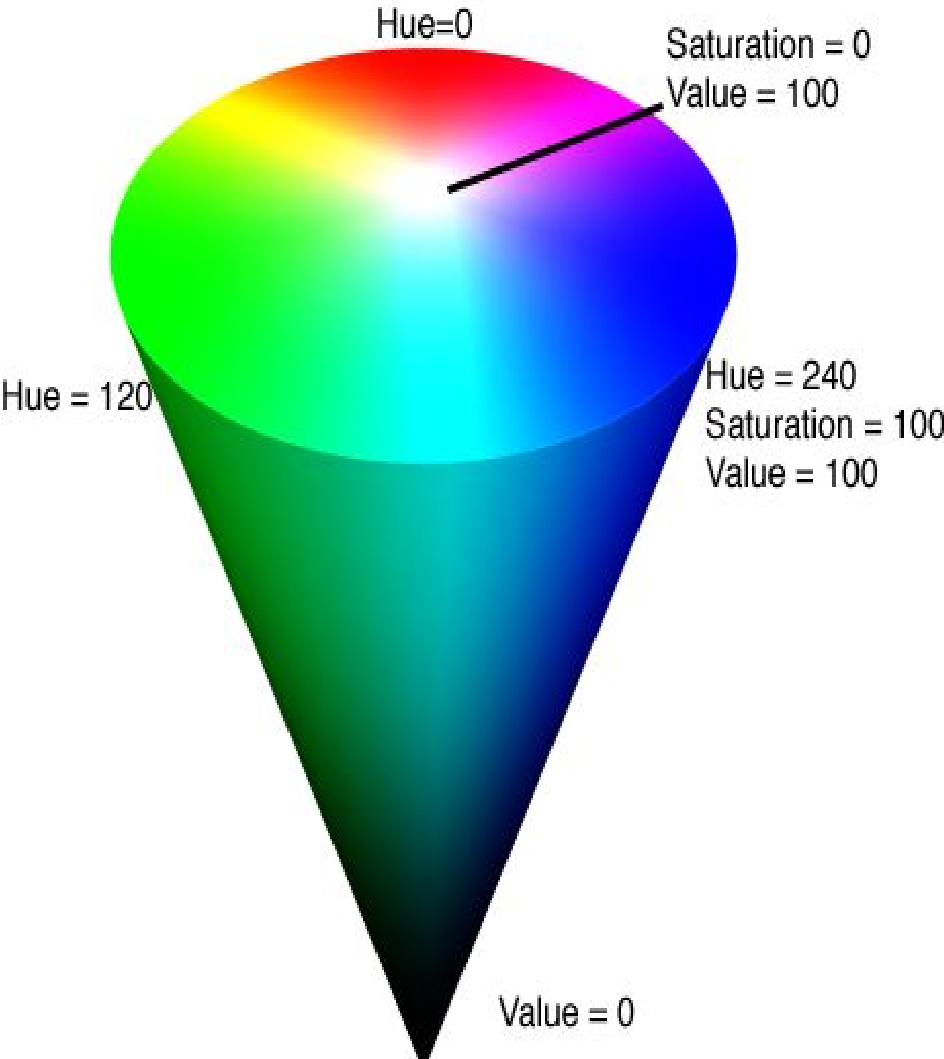 Hue=0
Saturation = 0
Value = 100
Hue = 120
Hue = 240
Saturation = 100
Value = 100
Value = 0